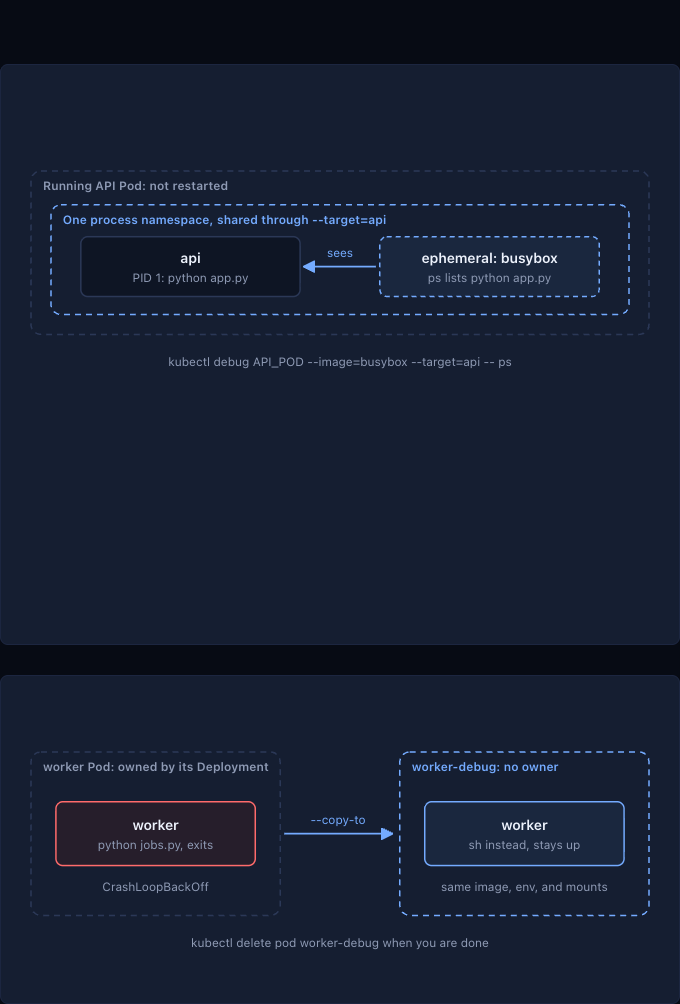 Running API Pod: not restarted
One process namespace, shared through --target=api
api
PID 1: python app.py
sees
ephemeral: busybox
ps lists python app.py
kubectl debug API_POD --image=busybox --target=api -- ps
worker Pod: owned by its Deployment
worker
python jobs.py, exits
CrashLoopBackOff
--copy-to
worker-debug: no owner
worker
sh instead, stays up
same image, env, and mounts
kubectl delete pod worker-debug when you are done